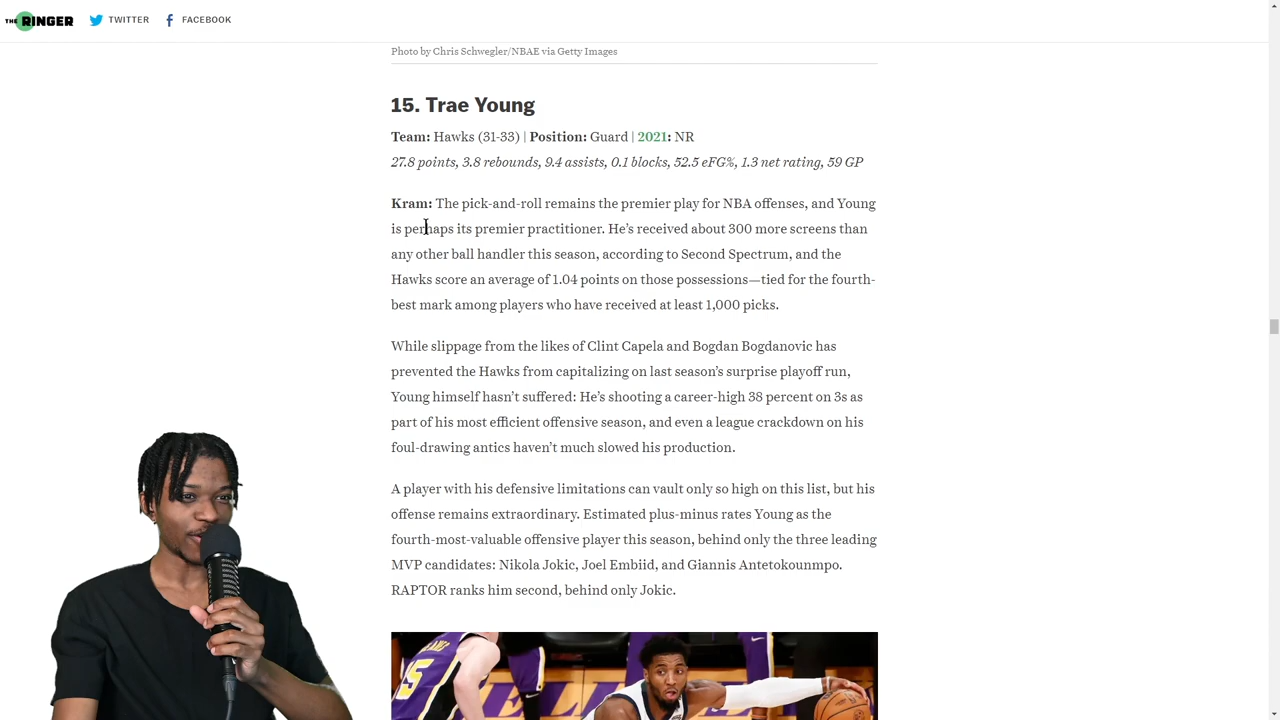 THE RINGER
TWITTER
FACEBOOK
Photo by Chris Schwegler/NBAE via Getty Images
15. Trae Young
Team: Hawks (31-33) | Position: Guard | 2021: NR
27.8 points, 3.8 rebounds, 9.4 assists, 0.1 blocks, 52.5 eFG%, 1.3 net rating, 59 GP
Kram: The pick-and-roll remains the premier play for NBA offenses, and Young
is perhaps its premier practitioner. He’s received about 300 more screens than
any other ball handler this season, according to Second Spectrum, and the
Hawks score an average of 1.04 points on those possessions—tied for the fourth-
best mark among players who have received at least 1,000 picks.
While slippage from the likes of Clint Capela and Bogdan Bogdanovic has
prevented the Hawks from capitalizing on last season’s surprise playoff run,
Young himself hasn’t suffered: He’s shooting a career-high 38 percent on 3s as
part of his most efficient offensive season, and even a league crackdown on his
foul-drawing antics haven’t much slowed his production.
A player with his defensive limitations can vault only so high on this list, but his
offense remains extraordinary. Estimated plus-minus rates Young as the
fourth-most-valuable offensive player this season, behind only the three leading
MVP candidates: Nikola Jokic, Joel Embiid, and Giannis Antetokounmpo.
RAPTOR ranks him second, behind only Jokic.